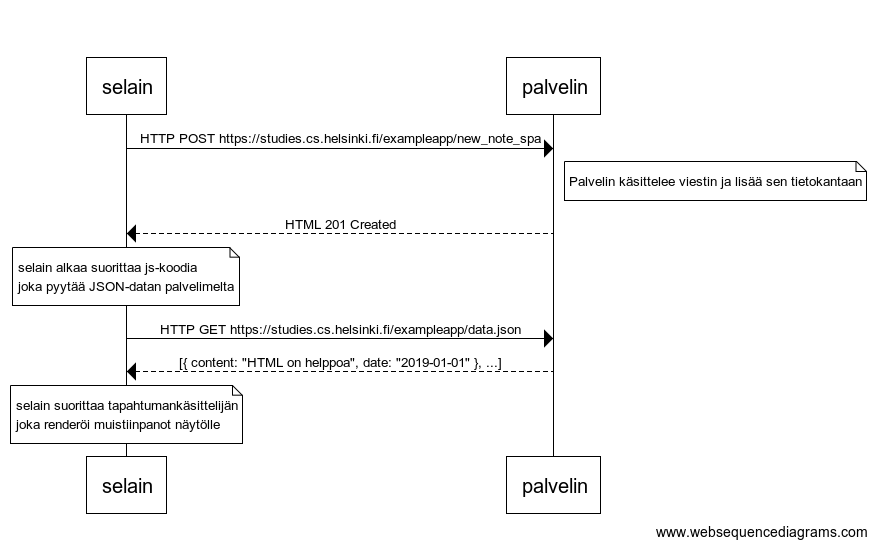 selain
palvelin
HTTP POST https://studies.cs.helsinki.fi/exampleapp/new_note_spa
Palvelin käsittelee viestin ja lisää sen tietokantaan
HTML 201 Created
selain alkaa suorittaa js-koodia
joka pyytää JSON-datan palvelimelta
HTTP GET https://studies.cs.helsinki.fi/exampleapp/data.json
[{ content: "HTML on helppoa", date: "2019-01-01" }, ...]
selain suorittaa tapahtumankäsittelijän
joka renderöi muistiinpanot näytölle
selain
palvelin
www.websequencediagrams.com